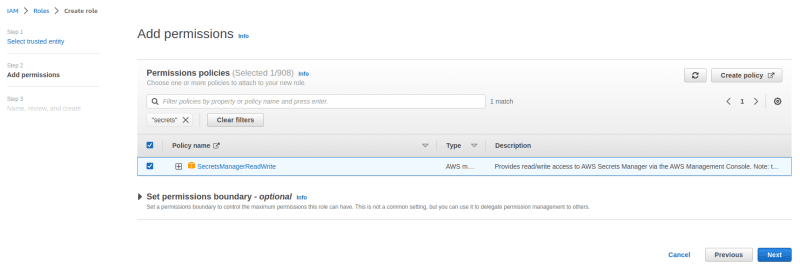 IAM > Roles > Create role
Step 1
Select trusted entity
Step 2
Add permissions
Step 3
Name, review, and create
Add permissions Info
Permissions policies (Selected 1/908) Info
Choose one or more policies to attach to your new role.
Create policy
Filter policies by property or policy name and press enter.
1 match
1
"secrets"
Clear filters
Policy name
Type
Description
SecretsManagerReadWrite
AWS m...
Provides read/write access to AWS Secrets Manager via the AWS Management Console. Note: t...
Set permissions boundary - optional Info
Set a permissions boundary to control the maximum permissions this role can have. This is not a common setting, but you can use it to delegate permission management to others.
Cancel
Previous
Next